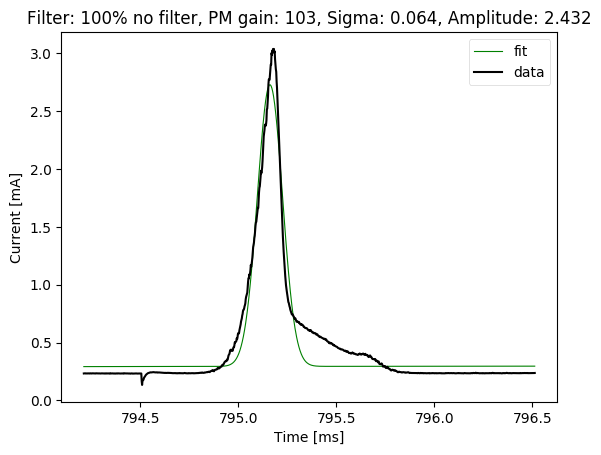 Filter: 100% no filter, PM gain: 103, Sigma: 0.064, Amplitude: 2.432
fit
data
3.0
2.5
2.0
1.5
1.0
0.5
0.0
Current [mA]
794.5 795.0 795.5 796.0 796.5
Time [ms]